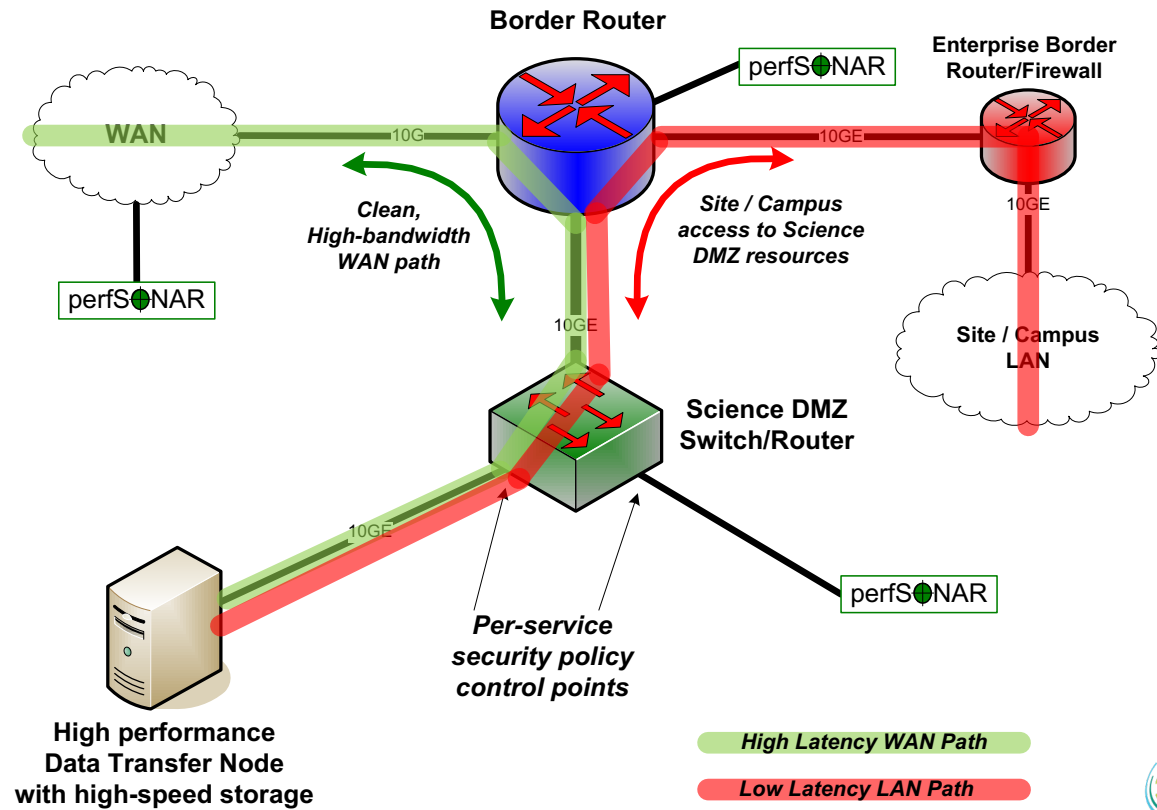 Border Router
perfSONAR
Enterprise Border
Router/Firewall
WAN
10G
10GE
10GE
Clean,
High-bandwidth
WAN path
Site / Campus
access to Science
DMZ resources
perfSONAR
10GE
Site / Campus
LAN
Science DMZ
Switch/Router
10GE
perfSONAR
Per-service
security policy
control points
High performance
Data Transfer Node
with high-speed storage
High Latency WAN Path
Low Latency LAN Path